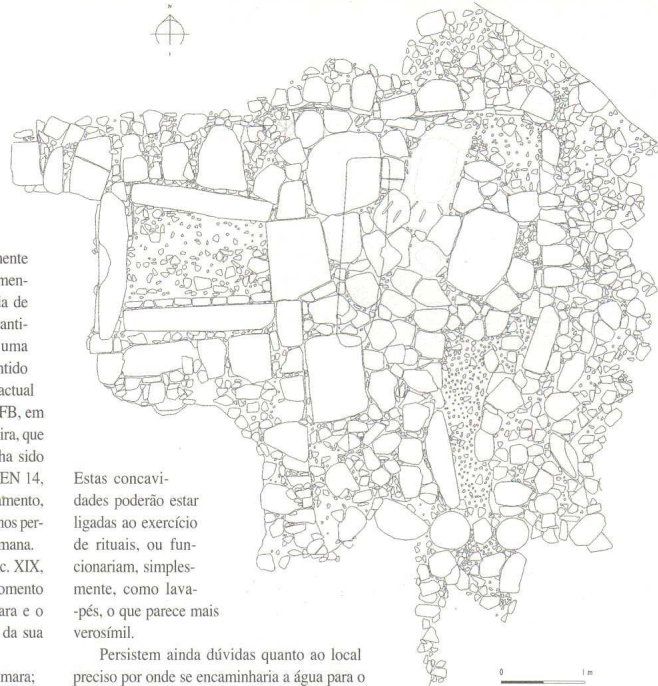 N
mente
men-
ia de
anti-
uma
ntido
actual
FB, em
ira, que
ha sido
EN 14,
amento,
nos per-
mana.
c. XIX,
omento
ara e o
da sua
mara;
Estas concavi-
dades poderão estar
ligadas ao exercício
de rituais, ou fun-
cionariam, simples-
mente, como lava-
-pés, o que parece mais
verosímil.
Persistem ainda dúvidas quanto ao local
preciso por onde se encaminharia a água para o
0 1 m